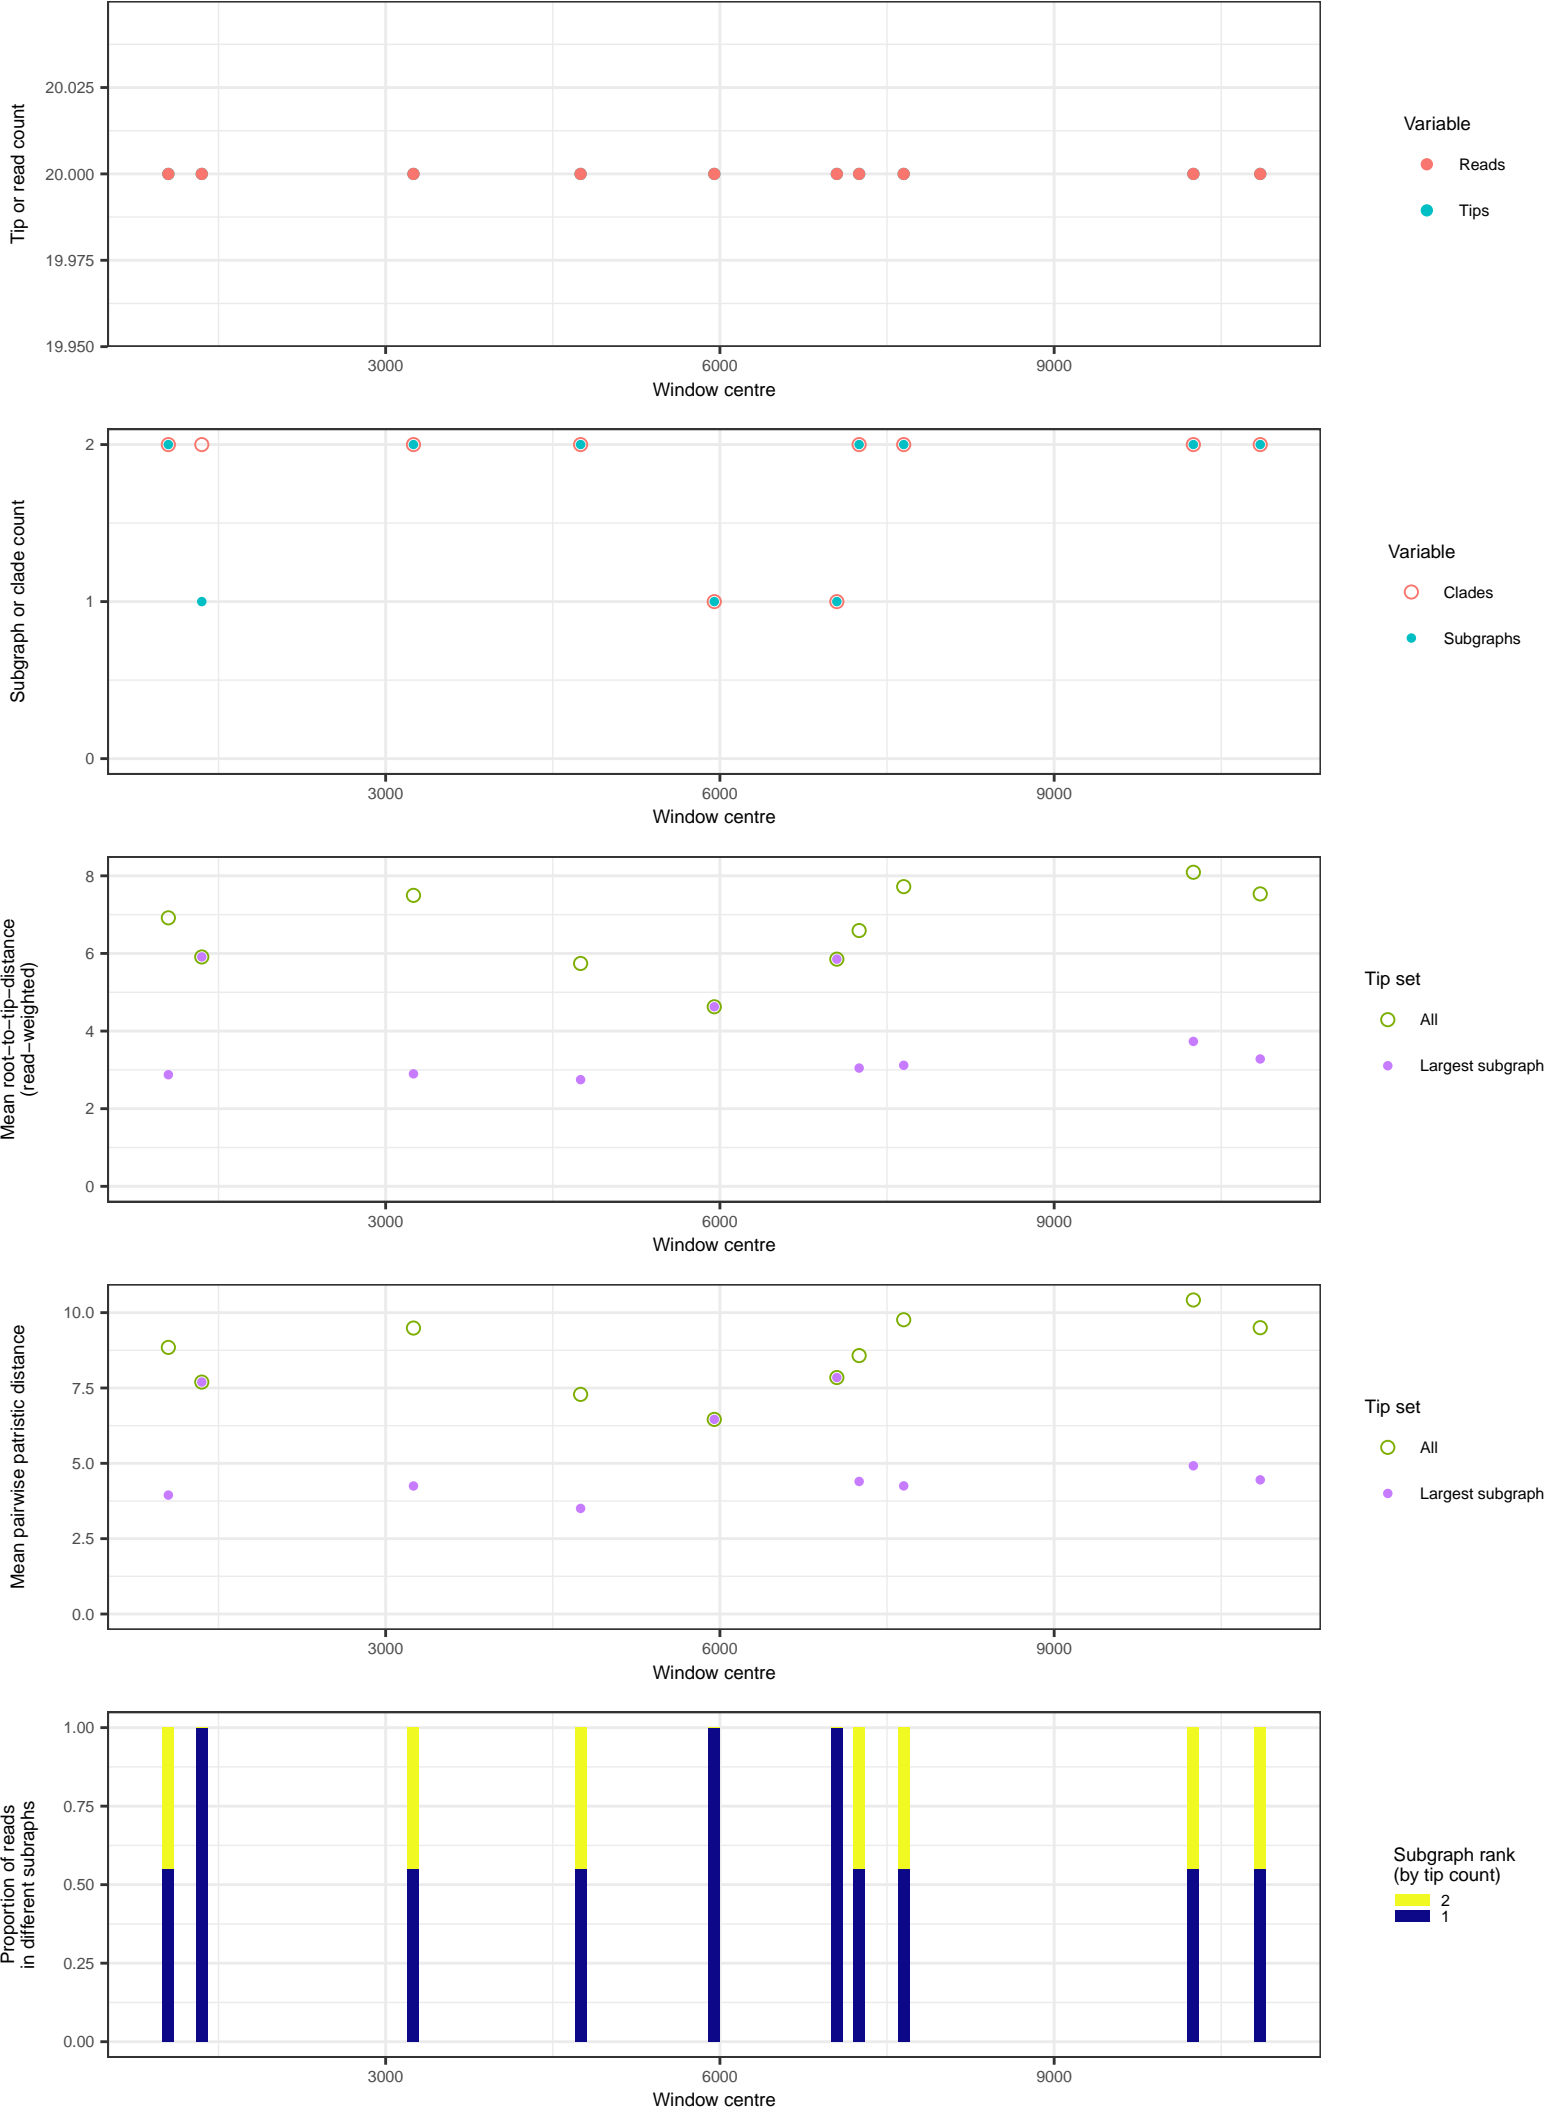 20.025
20.000
19.975
19.950
Tip or read count
3000 6000 9000
Window centre
Variable
Reads
Tips
2
1
0
Subgraph or clade count
3000 6000 9000
Window centre
Variable
Clades
Subgraphs
8
6
4
2
0
Mean root−to−tip−distance
(read−weighted)
3000 6000 9000
Window centre
Tip set
All
Largest subgraph
10.0
7.5
5.0
2.5
0.0
Mean pairwise patristic distance
3000 6000 9000
Window centre
Tip set
All
Largest subgraph
1.00
0.75
0.50
0.25
0.00
Proportion of reads
in different subraphs
3000 6000 9000
Window centre
Subgraph rank
(by tip count)
2
1